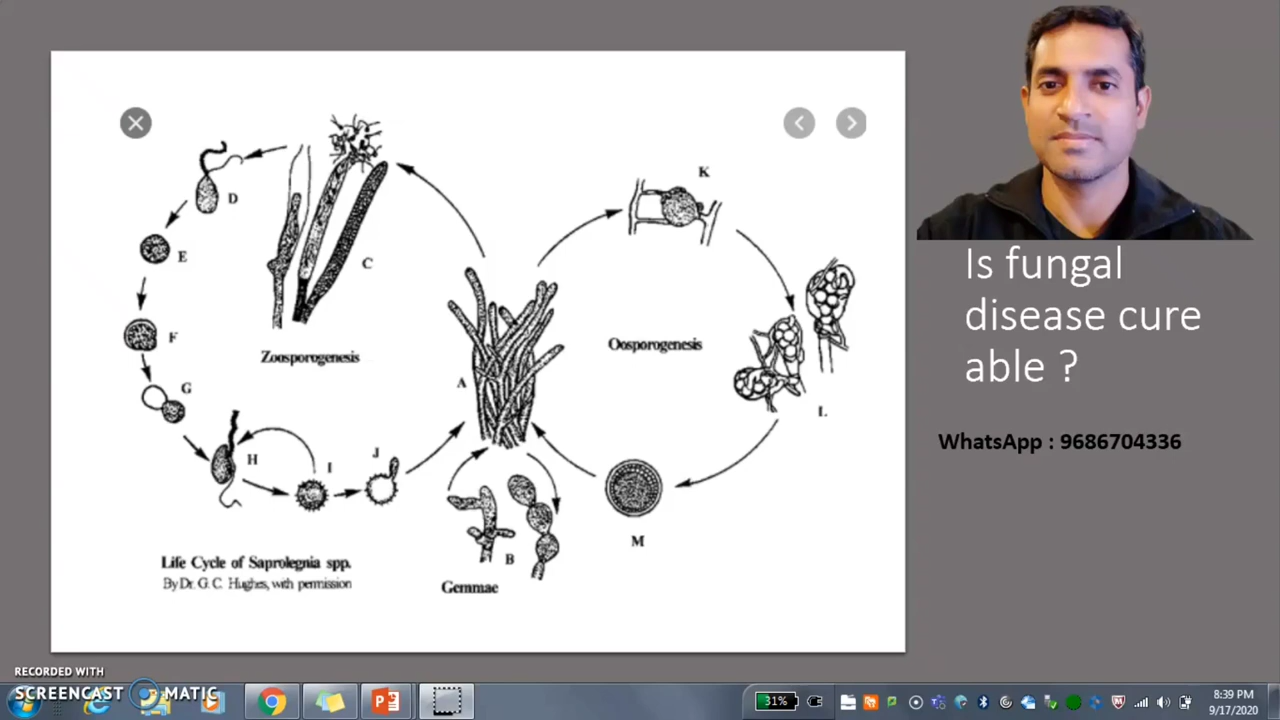 K
D
E
C
F
Zoosporogenesis
Oosporogenesis
A
G
L
H
I
J
M
B
Life Cycle of Saprolegnia spp.
By Dr. G. C. Hughes, with permission
Gemmae
Is fungal
disease cure
able ?
WhatsApp : 9686704336
RECORDED WITH
SCREENCAST MATIC
31%
8:39 PM
9/17/2020